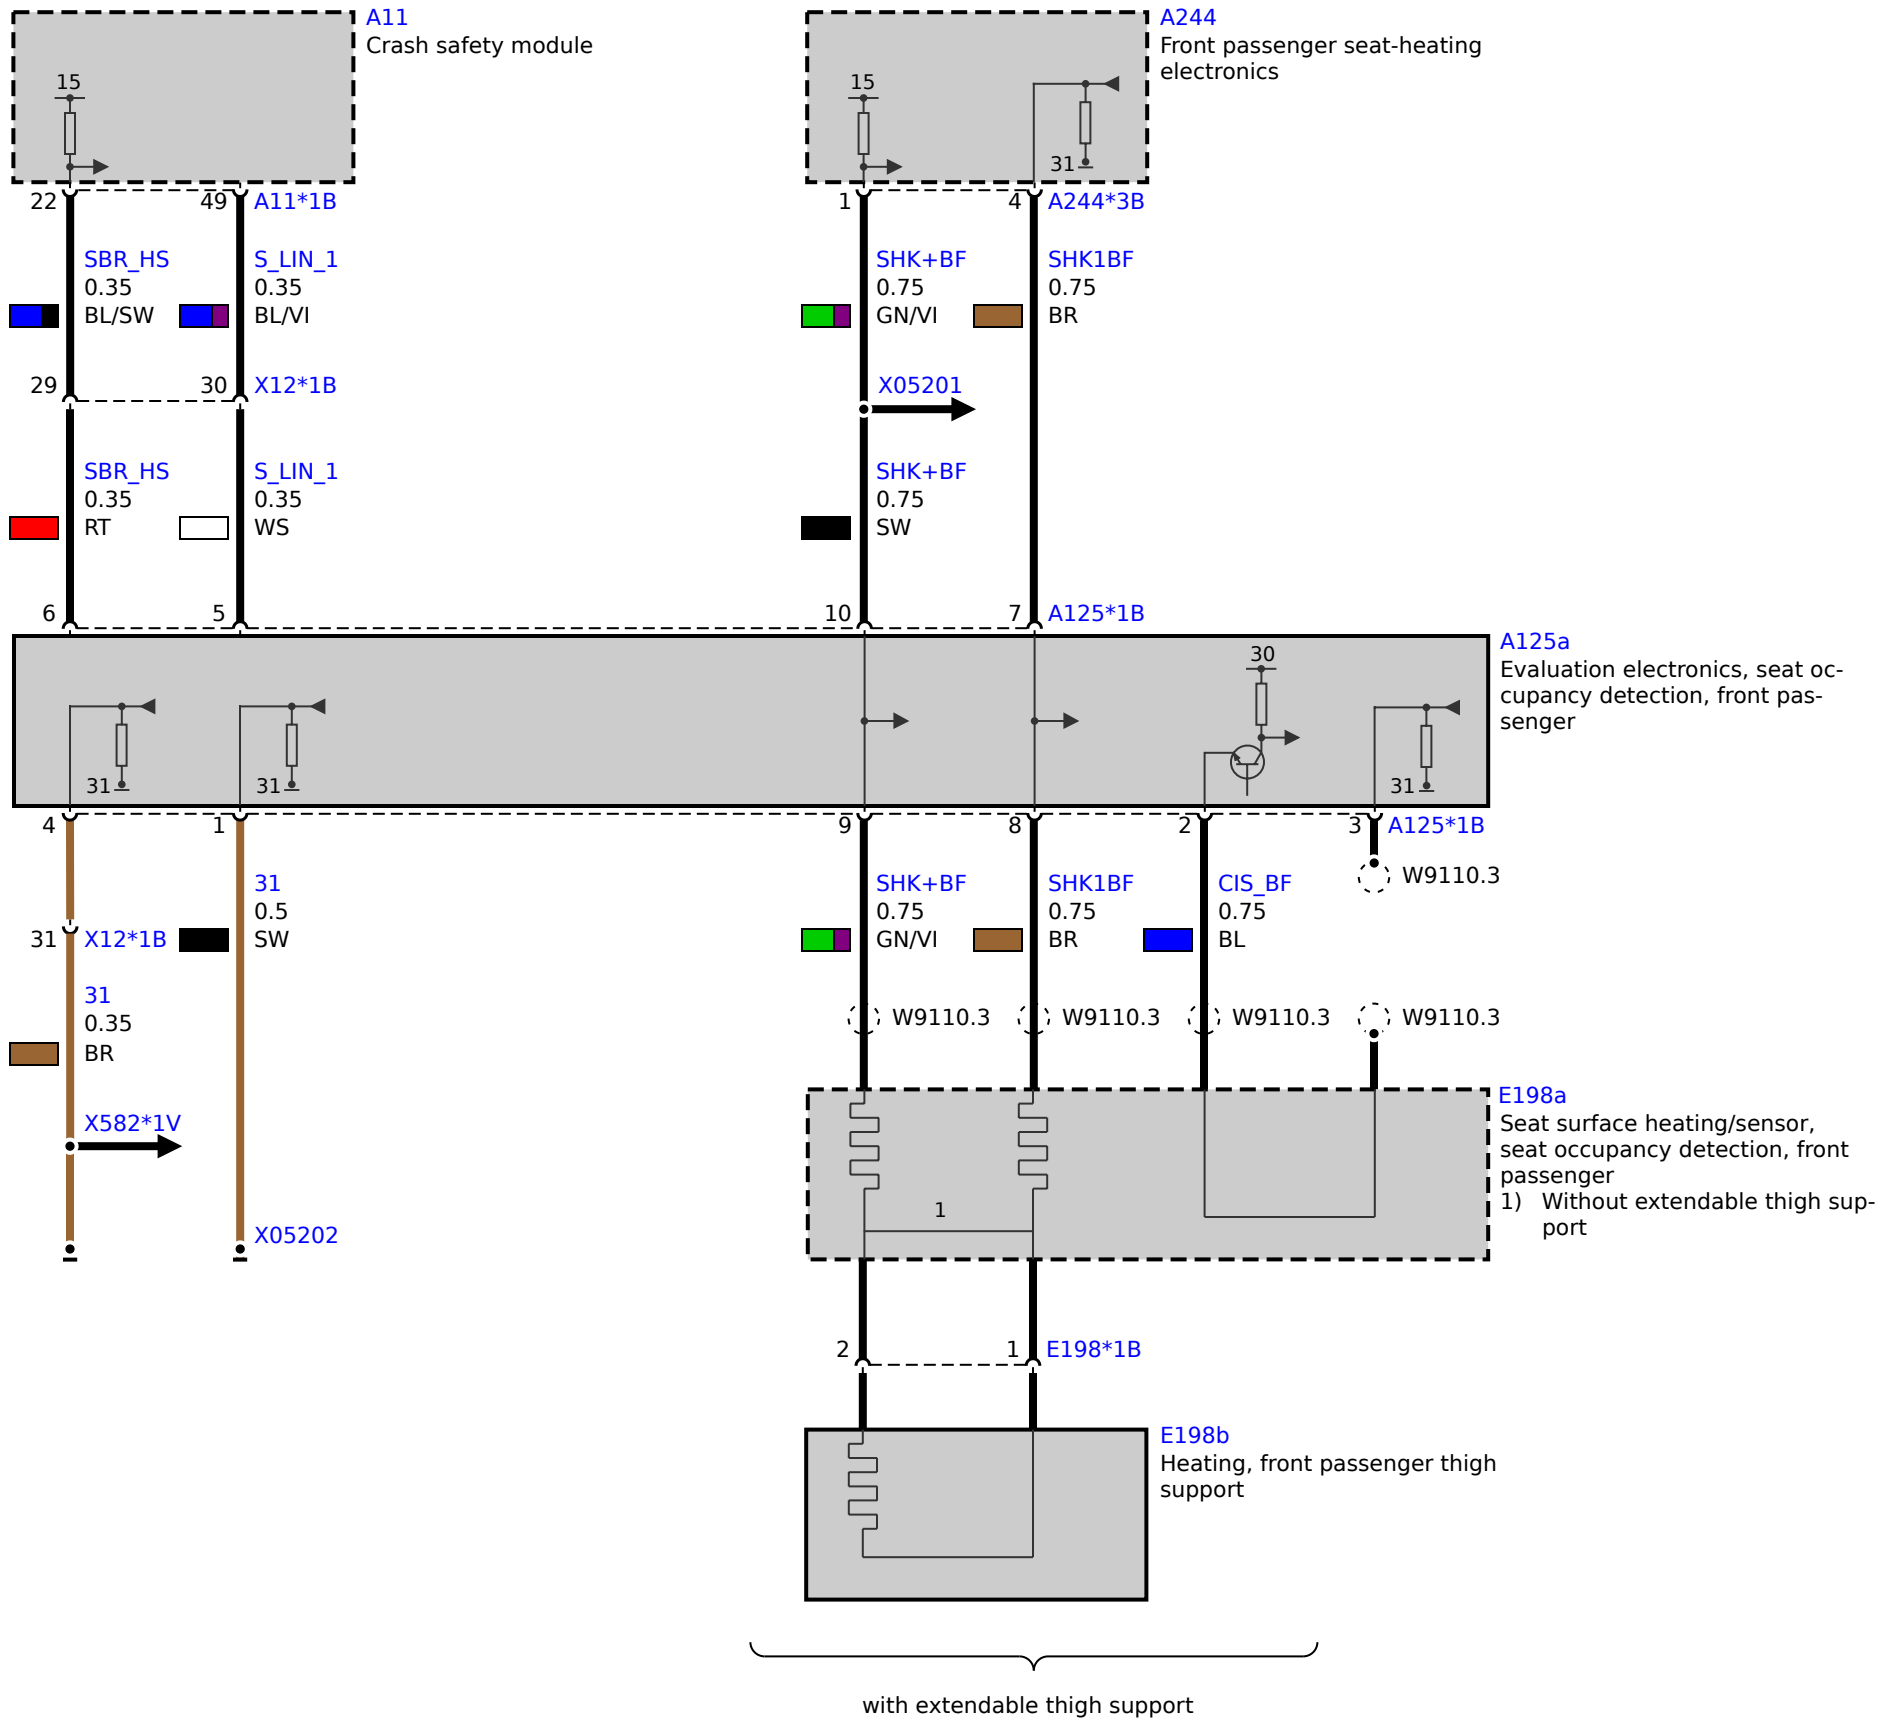 A11
Crash safety module
A244
Front passenger seat-heating
electronics
15
15
31
22
49
A11*1B
1
4
A244*3B
SBR_HS
0.35
BL/SW
S_LIN_1
0.35
BL/VI
SHK+BF
0.75
GN/VI
SHK1BF
0.75
BR
29
30
X12*1B
X05201
SBR_HS
0.35
RT
S_LIN_1
0.35
WS
SHK+BF
0.75
SW
6
5
10
7
A125*1B
A125a
Evaluation electronics, seat oc-
cupancy detection, front pas-
senger
30
31
31
31
4
1
9
8
2
3
A125*1B
W9110.3
31
0.5
SW
SHK+BF
0.75
GN/VI
SHK1BF
0.75
BR
CIS_BF
0.75
BL
31
X12*1B
31
0.35
BR
W9110.3
W9110.3
W9110.3
W9110.3
X582*1V
X05202
E198a
Seat surface heating/sensor,
seat occupancy detection, front
passenger
1) Without extendable thigh sup-
port
1
2
1
E198*1B
E198b
Heating, front passenger thigh
support
with extendable thigh support